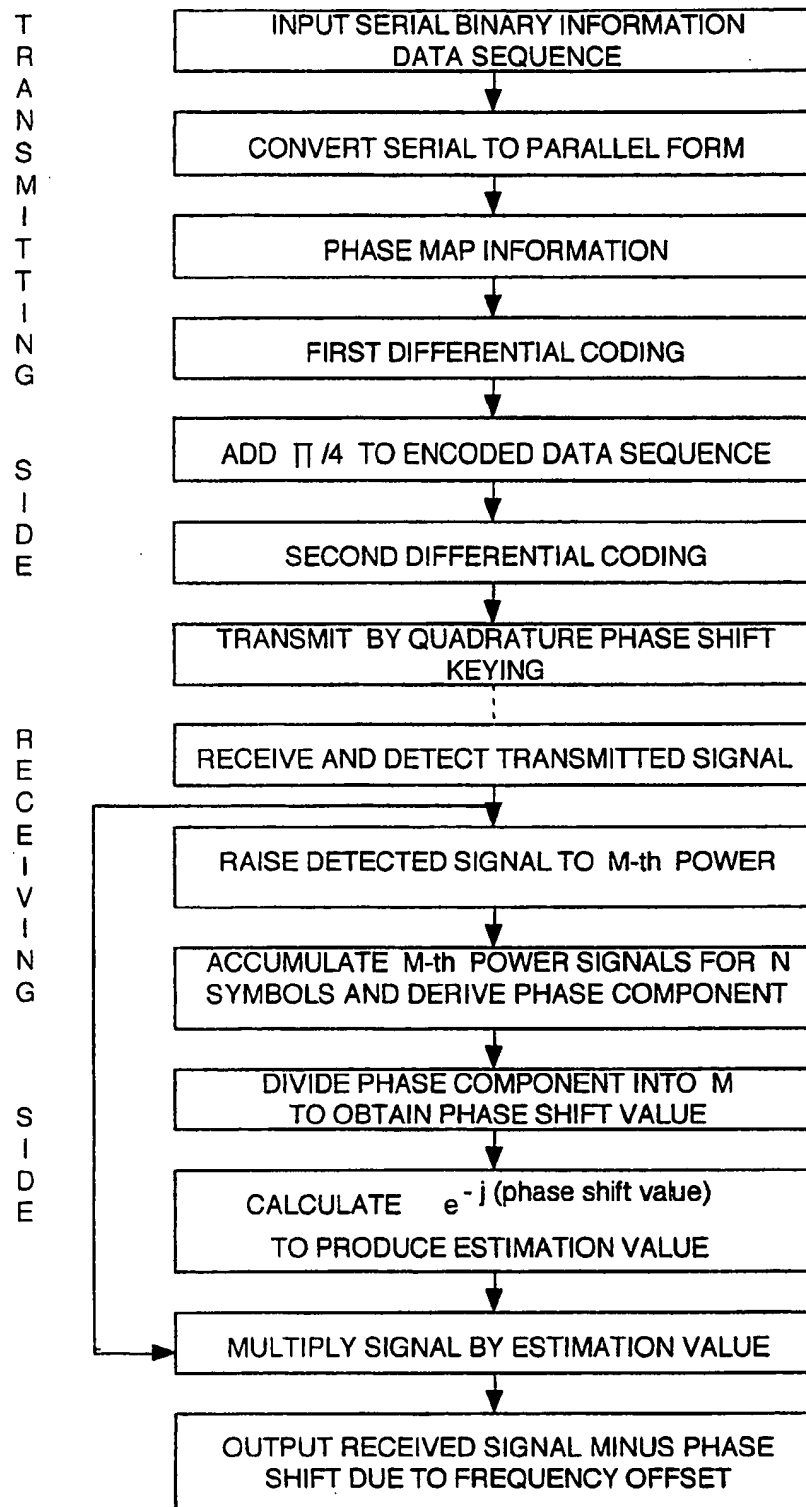 TRANSMITTING SIDE
INPUT SERIAL BINARY INFORMATION
DATA SEQUENCE
CONVERT SERIAL TO PARALLEL FORM
PHASE MAP INFORMATION
FIRST DIFFERENTIAL CODING
ADD ∏/4 TO ENCODED DATA SEQUENCE
SECOND DIFFERENTIAL CODING
TRANSMIT BY QUADRATURE PHASE SHIFT
KEYING
RECEIVING SIDE
RECEIVE AND DETECT TRANSMITTED SIGNAL
RAISE DETECTED SIGNAL TO M-th POWER
ACCUMULATE M-th POWER SIGNALS FOR N
SYMBOLS AND DERIVE PHASE COMPONENT
DIVIDE PHASE COMPONENT INTO M
TO OBTAIN PHASE SHIFT VALUE
CALCULATE e^- j (phase shift value)
TO PRODUCE ESTIMATION VALUE
MULTIPLY SIGNAL BY ESTIMATION VALUE
OUTPUT RECEIVED SIGNAL MINUS PHASE
SHIFT DUE TO FREQUENCY OFFSET